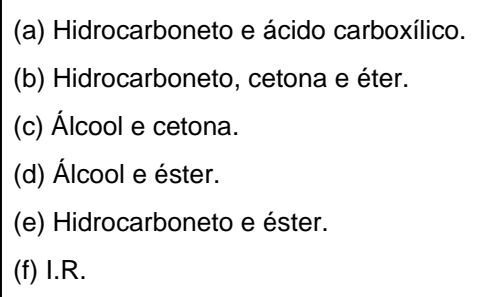 (a) Hidrocarboneto e ácido carboxílico.
(b) Hidrocarboneto, cetona e éter.
(c) Álcool e cetona.
(d) Álcool e éster.
(e) Hidrocarboneto e éster.
(f) I.R.